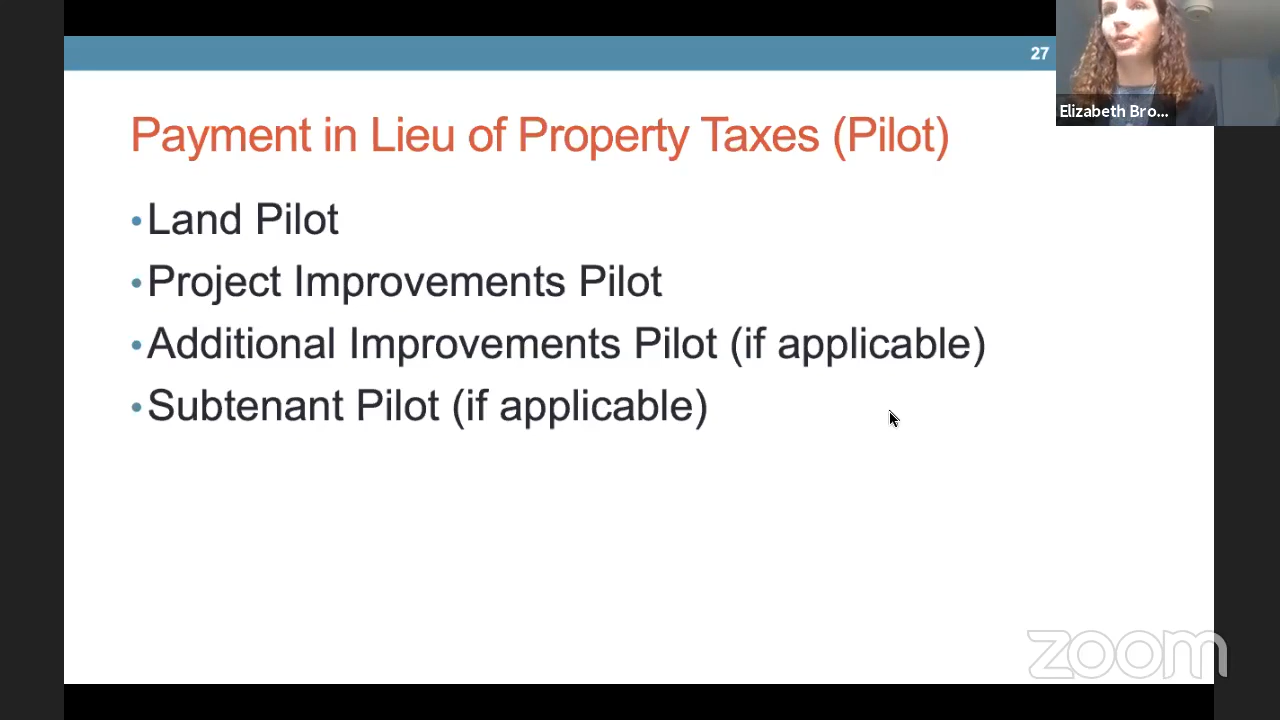 27
Elizabeth Bro...
Payment in Lieu of Property Taxes (Pilot)
•Land Pilot
•Project Improvements Pilot
•Additional Improvements Pilot (if applicable)
•Subtenant Pilot (if applicable)
zoom